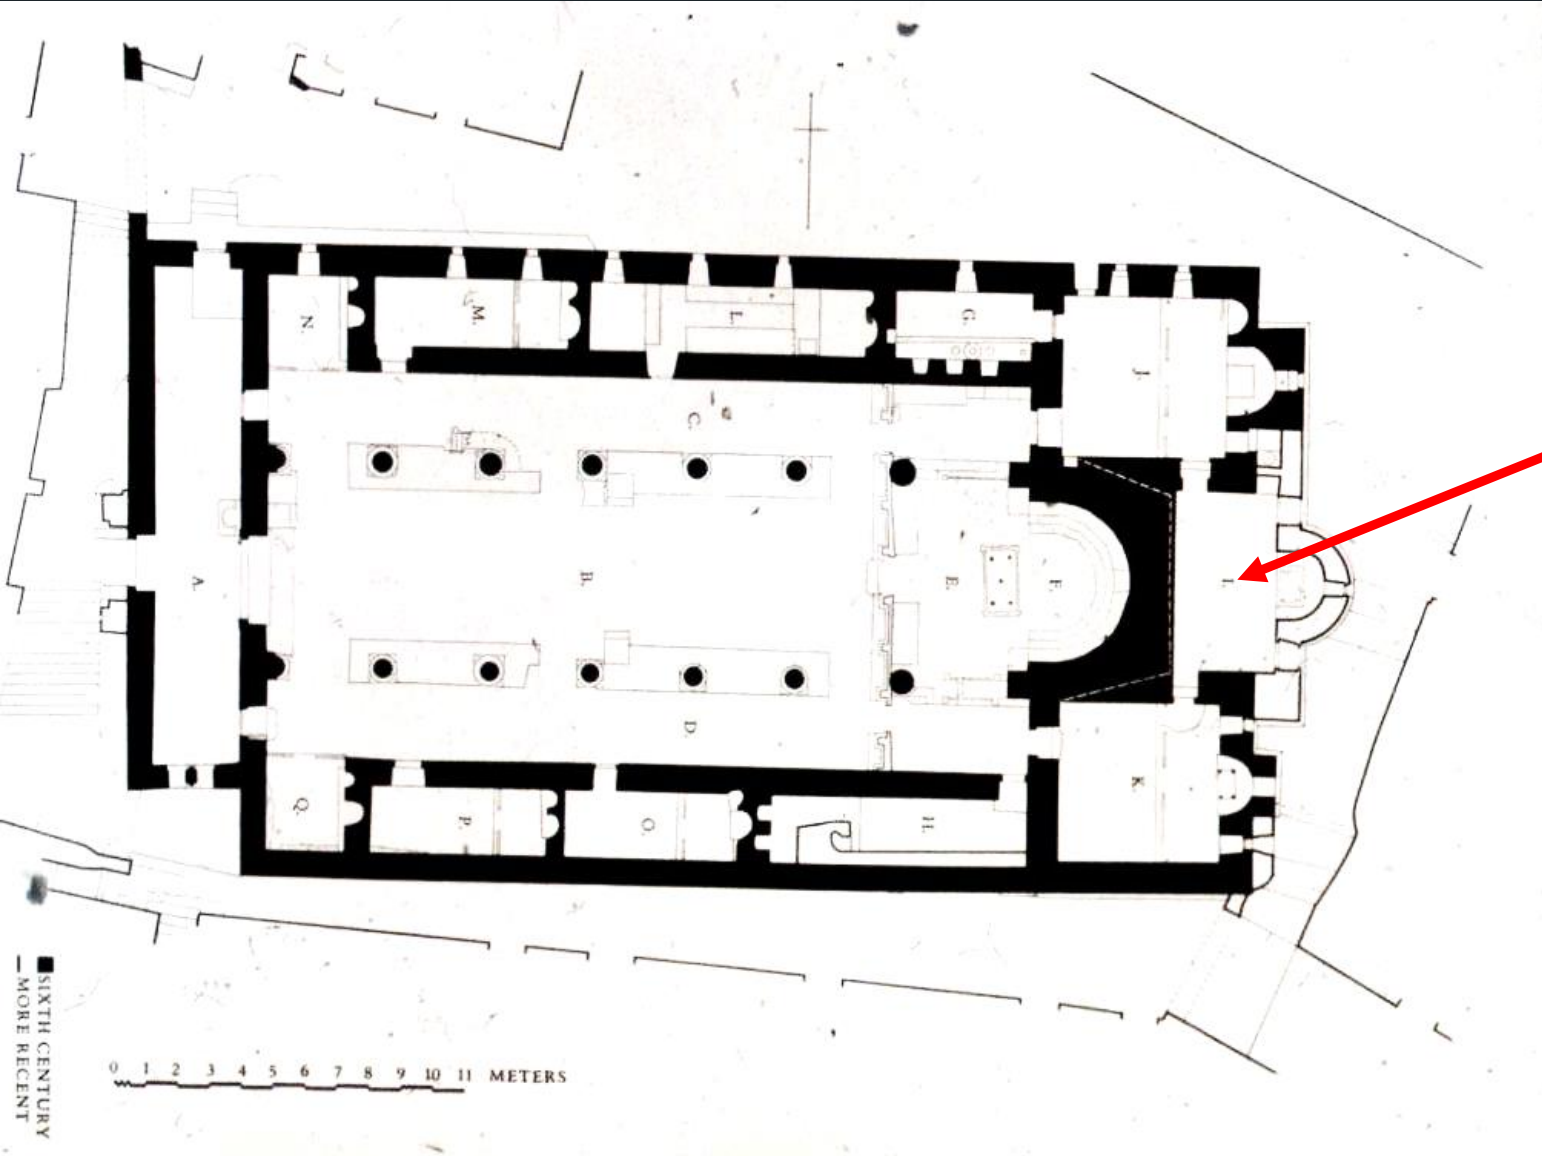 N.
M.
L.
G.
J.
C.
A.
B.
E.
F.
I.
D.
K.
Q.
P.
O.
H.
SIXTH CENTURY
MORE RECENT
0 1 2 3 4 5 6 7 8 9 10 11 METERS